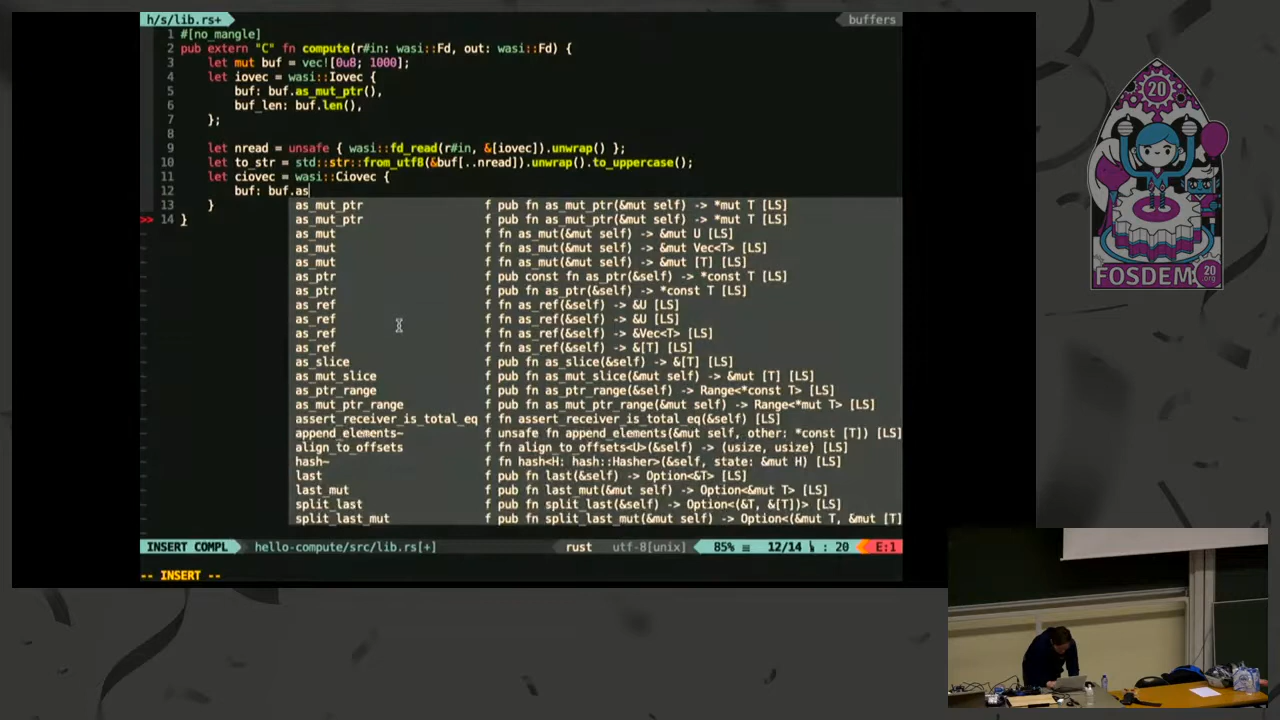 h/s/lib.rs+ buffers
1 #[no_mangle]
2 pub extern "C" fn compute(r#in: wasi::Fd, out: wasi::Fd) {
3 let mut buf = vec![0u8; 1000];
4 let iovec = wasi::Iovec {
5 buf: buf.as_mut_ptr(),
6 buf_len: buf.len(),
7 };
8
9 let nread = unsafe { wasi::fd_read(r#in, &[iovec]).unwrap() };
10 let to_str = std::str::from_utf8(&buf[..nread]).unwrap().to_uppercase();
11 let ciovec = wasi::Ciovec {
12 buf: buf.as
13 }
>> 14 }
as_mut_ptr f pub fn as_mut_ptr(&mut self) -> *mut T [LS]
as_mut_ptr f pub fn as_mut_ptr(&mut self) -> *mut T [LS]
as_mut f fn as_mut(&mut self) -> &mut U [LS]
as_mut f fn as_mut(&mut self) -> &mut Vec<T> [LS]
as_mut f fn as_mut(&mut self) -> &mut [T] [LS]
as_ptr f pub const fn as_ptr(&self) -> *const T [LS]
as_ptr f pub fn as_ptr(&self) -> *const T [LS]
as_ref f fn as_ref(&self) -> &U [LS]
as_ref f fn as_ref(&self) -> &U [LS]
as_ref f fn as_ref(&self) -> &Vec<T> [LS]
as_ref f fn as_ref(&self) -> &[T] [LS]
as_slice f pub fn as_slice(&self) -> &[T] [LS]
as_mut_slice f pub fn as_mut_slice(&mut self) -> &mut [T] [LS]
as_ptr_range f pub fn as_ptr_range(&self) -> Range<*const T> [LS]
as_mut_ptr_range f pub fn as_mut_ptr_range(&mut self) -> Range<*mut T> [LS]
assert_receiver_is_total_eq f fn assert_receiver_is_total_eq(&self) [LS]
append_elements~ f unsafe fn append_elements(&mut self, other: *const [T]) [LS]
align_to_offsets f fn align_to_offsets<U>(&self) -> (usize, usize) [LS]
hash~ f fn hash<H: hash::Hasher>(&self, state: &mut H) [LS]
last f pub fn last(&self) -> Option<&T> [LS]
last_mut f pub fn last_mut(&mut self) -> Option<&mut T> [LS]
split_last f pub fn split_last(&self) -> Option<(&T, &[T])> [LS]
split_last_mut f pub fn split_last_mut(&mut self) -> Option<(&mut T, &mut [T]
INSERT COMPL hello-compute/src/lib.rs[+] rust utf-8[unix] 85% 12/14 : 20 E:1
-- INSERT --
20
FOSDEM 20 .org